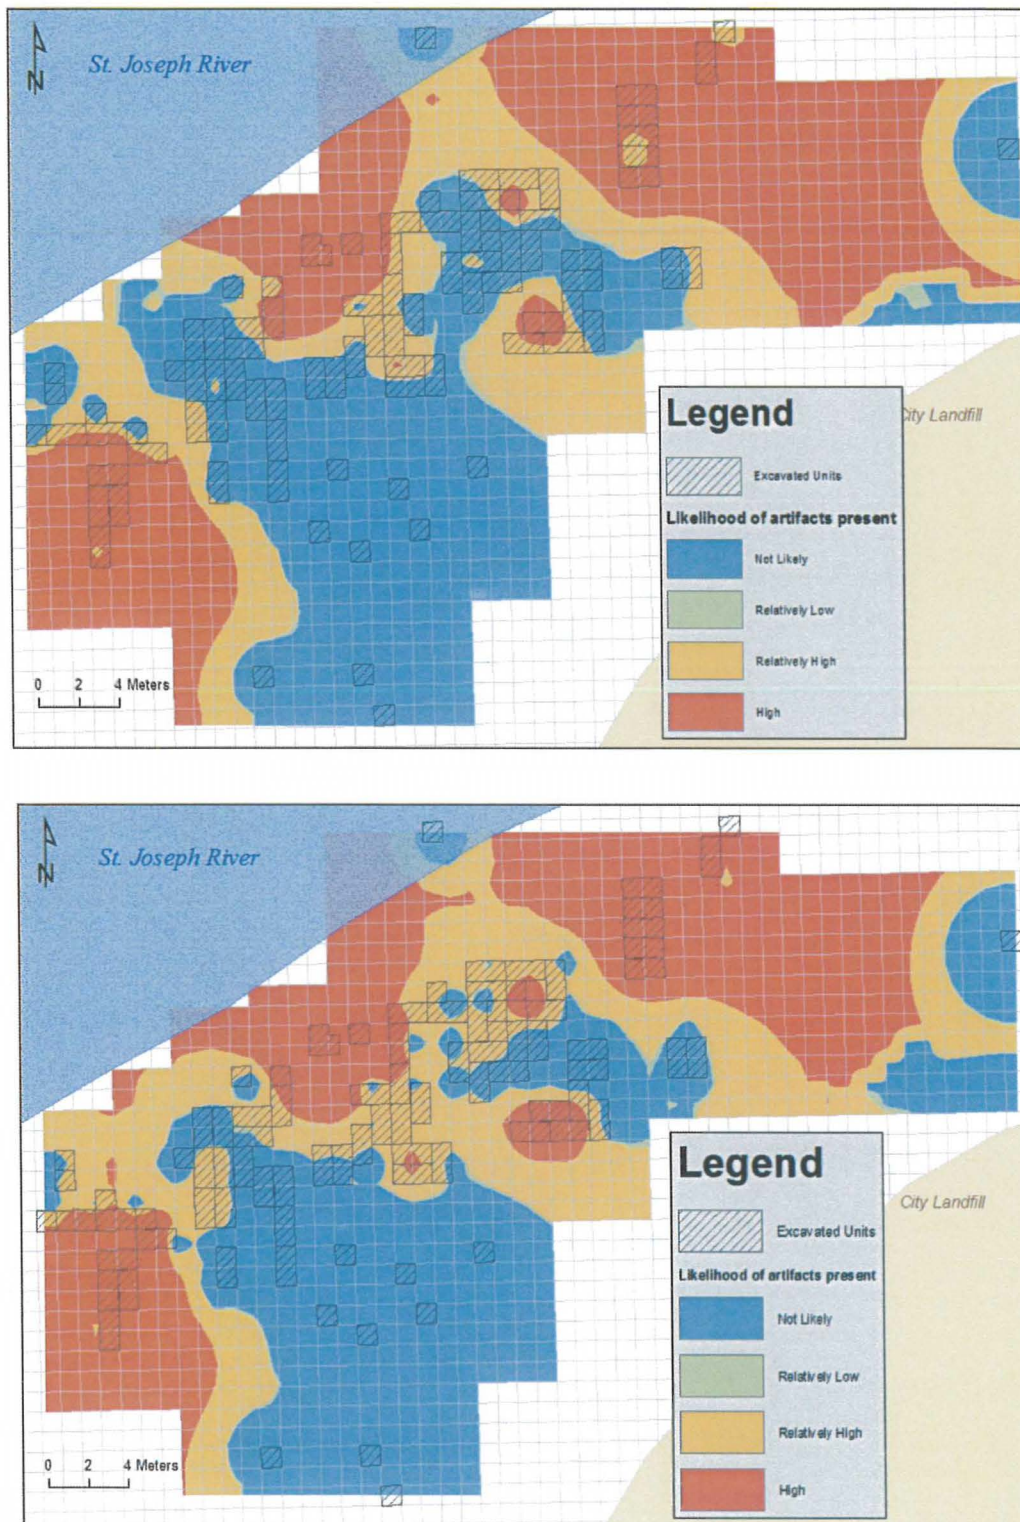 N
St. Joseph River
City Landfill
Legend
Excavated Units
Likelihood of artifacts present
Not Likely
Relatively Low
Relatively High
High
0 2 4 Meters
N
St. Joseph River
City Landfill
Legend
Excavated Units
Likelihood of artifacts present
Not Likely
Relatively Low
Relatively High
High
0 2 4 Meters